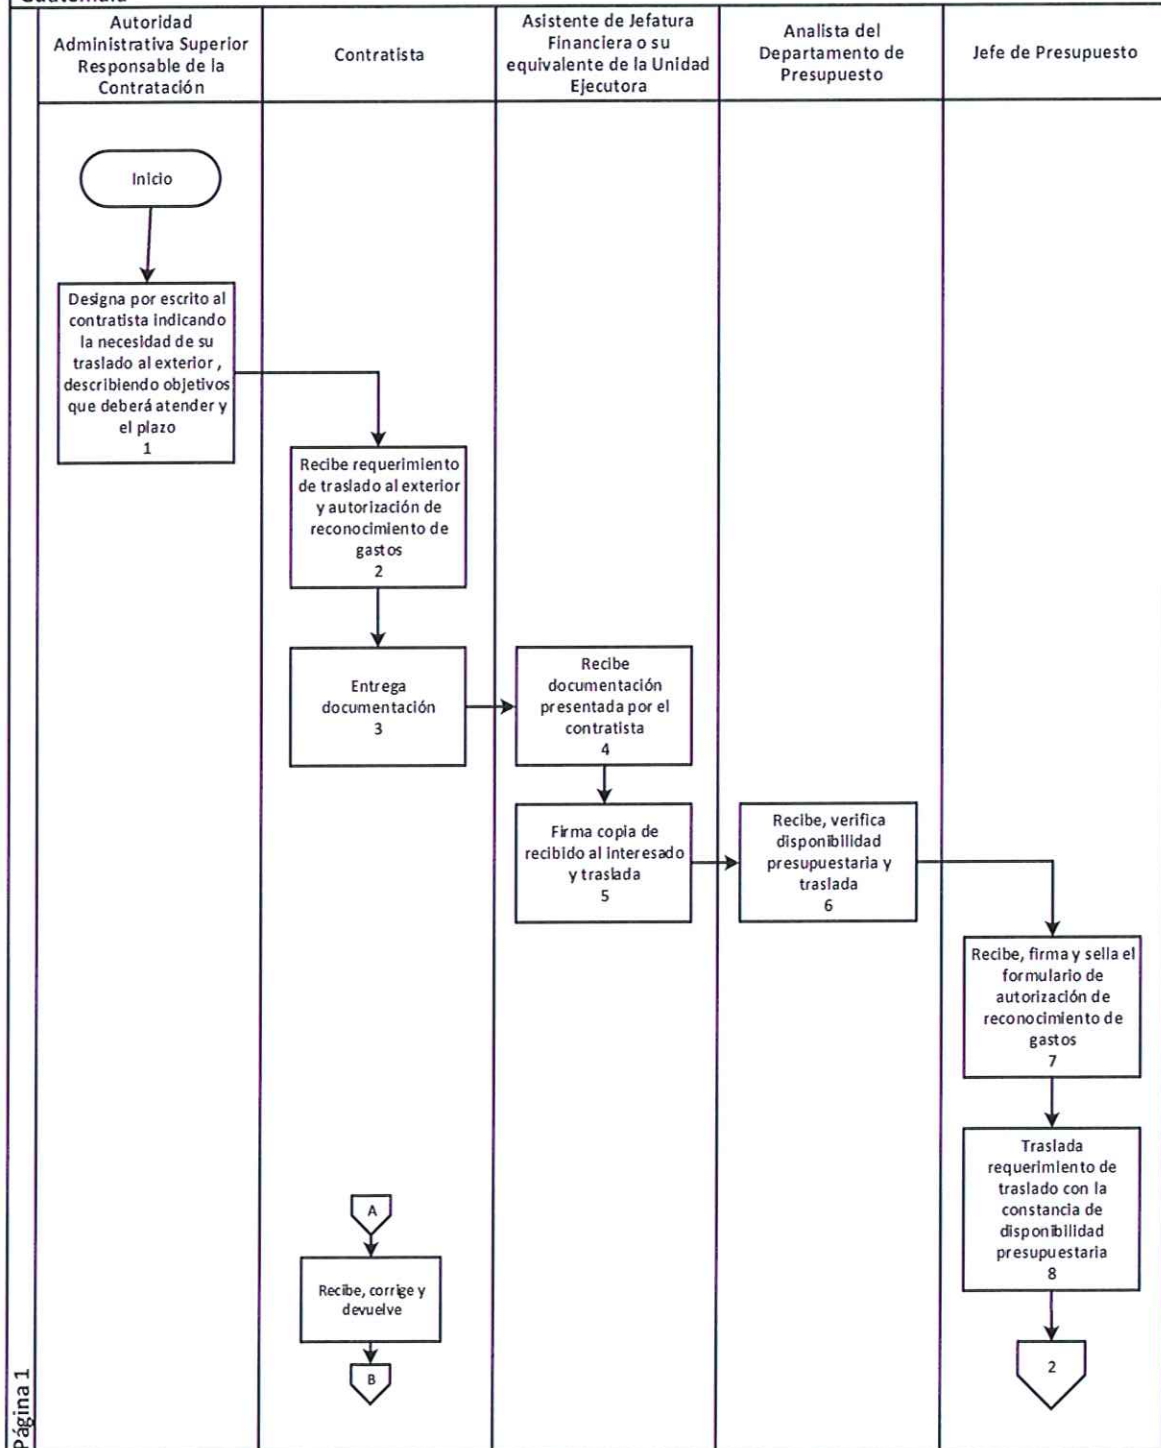 Guatemala
Autoridad
Administrativa Superior
Responsable de la
Contratación
Contratista
Asistente de Jefatura
Financiera o su
equivalente de la Unidad
Ejecutora
Analista del
Departamento de
Presupuesto
Jefe de Presupuesto
Inicio
Designa por escrito al
contratista indicando
la necesidad de su
traslado al exterior ,
describiendo objetivos
que deberá atender y
el plazo
1
Recibe requerimiento
de traslado al exterior
y autorización de
reconocimiento de
gastos
2
Entrega
documentación
3
Recibe
documentación
presentada por el
contratista
4
Firma copia de
recibido al interesado
y traslada
5
Recibe, verifica
disponibilidad
presupuestaria y
traslada
6
Recibe, firma y sella el
formulario de
autorización de
reconocimiento de
gastos
7
Traslada
requerimiento de
traslado con la
constancia de
disponibilidad
presupuestaria
8
2
A
Recibe, corrige y
devuelve
B
Página 1